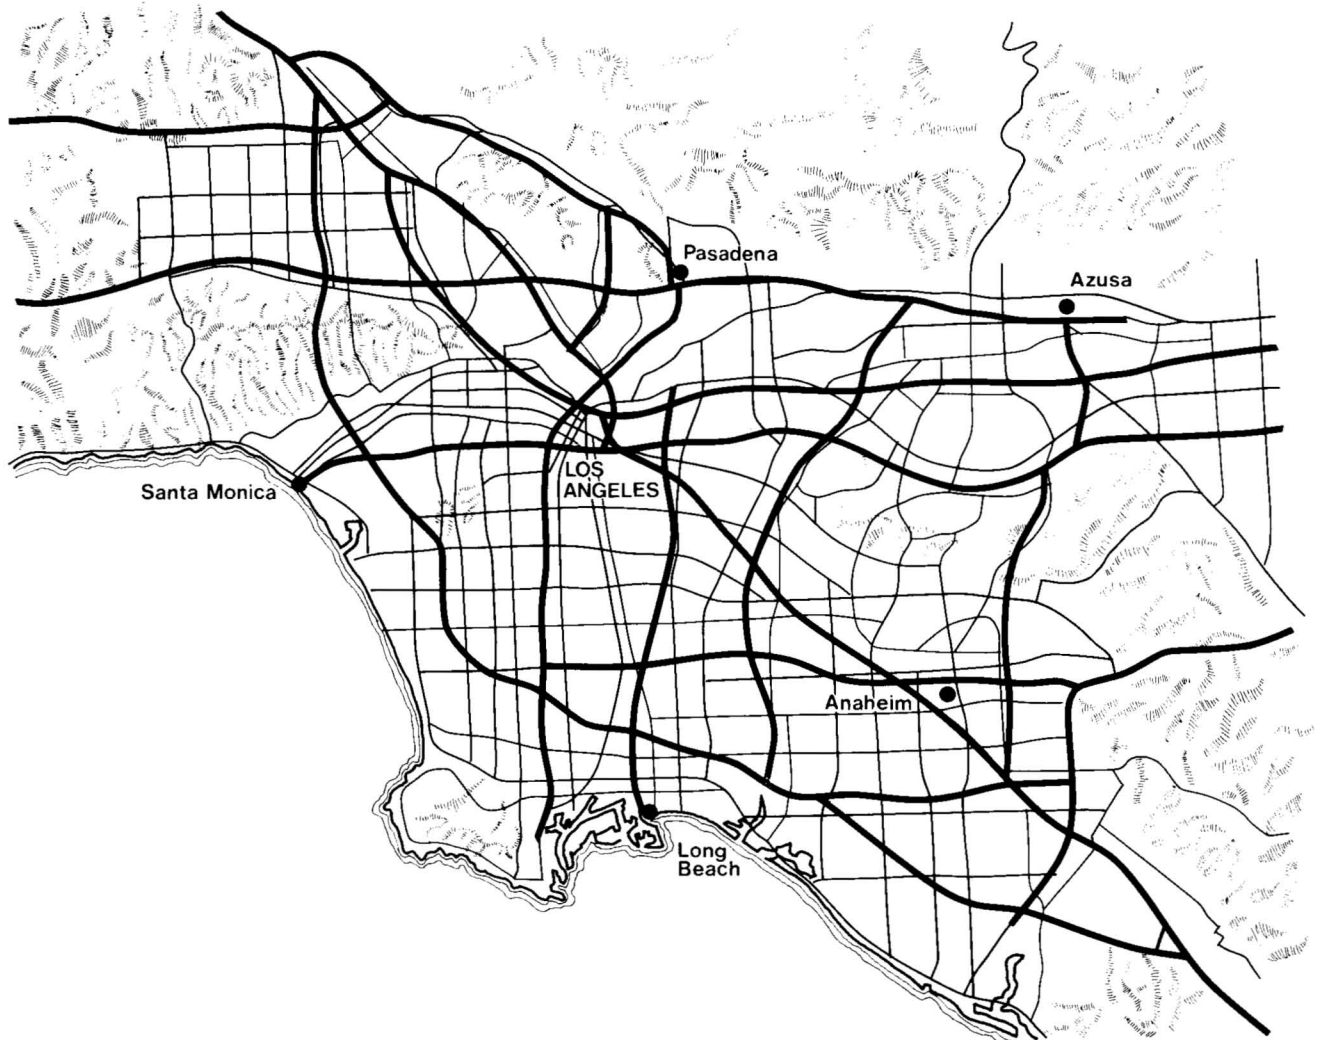 Pasadena
Azusa
Santa Monica
LOS
ANGELES
Anaheim
Long
Beach